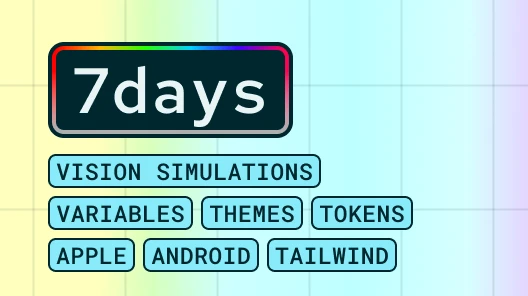 7days
VISION SIMULATIONS
VARIABLES THEMES TOKENS
APPLE ANDROID TAILWIND